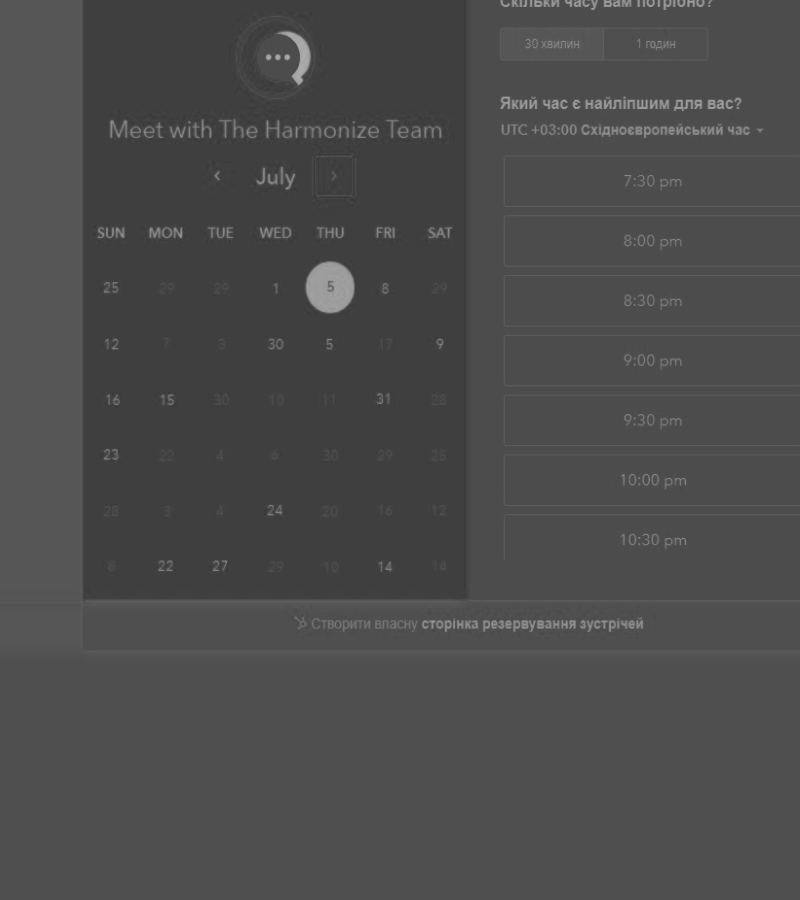 Meet with The Harmonize Team
July
SUN MON TUE WED THU FRI SAT
25 29 29 1 5 8 29
12 7 3 30 5 17 9
16 15 30 10 11 31 28
23 22 4 6 30 29 25
28 3 4 24 20 16 12
22 27 29 10 14 14
Скільки часу вам потрібно?
30 хвилин 1 годин
Який час є найліпшим для вас?
UTC +03:00 Східноєвропейський час
7:30 pm
8:00 pm
8:30 pm
9:00 pm
9:30 pm
10:00 pm
10:30 pm
Створити власну сторінка резервування зустрічей